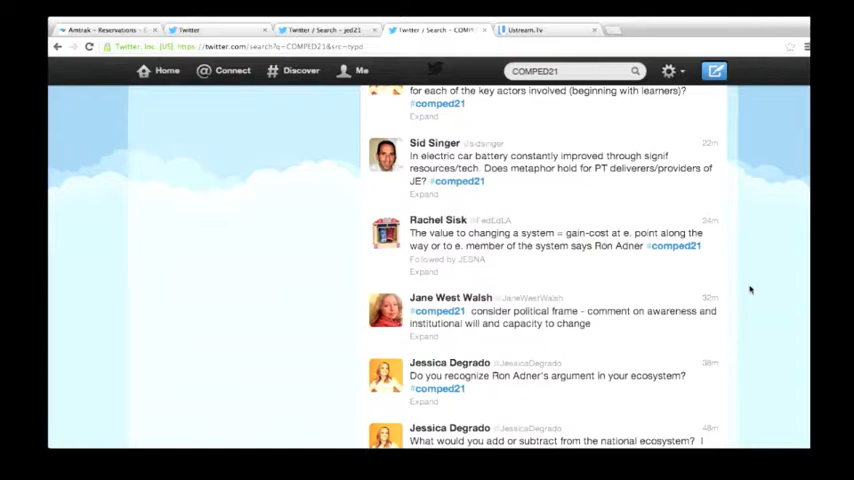 Amtrak – Reservations – E
Twitter
Twitter / Search – jed21
Twitter / Search – COMP
Ustream.Tv
Twitter, Inc. [US] https://twitter.com/search?q=COMPED21&src=typd
Home
Connect
Discover
Me
COMPED21
for each of the key actors involved (beginning with learners)?
#comped21
Expand
Sid Singer @sidsinger 22m
In electric car battery constantly improved through signif
resources/tech. Does metaphor hold for PT deliverers/providers of
JE? #comped21
Expand
Rachel Sisk @FedEdLA 24m
The value to changing a system = gain-cost at e. point along the
way or to e. member of the system says Ron Adner #comped21
Followed by JESNA
Expand
Jane West Walsh @JaneWestWalsh 32m
#comped21 consider political frame - comment on awareness and
institutional will and capacity to change
Expand
Jessica Degrado @JessicaDegrado 38m
Do you recognize Ron Adner's argument in your ecosystem?
#comped21
Expand
Jessica Degrado @JessicaDegrado 48m
What would you add or subtract from the national ecosystem? I